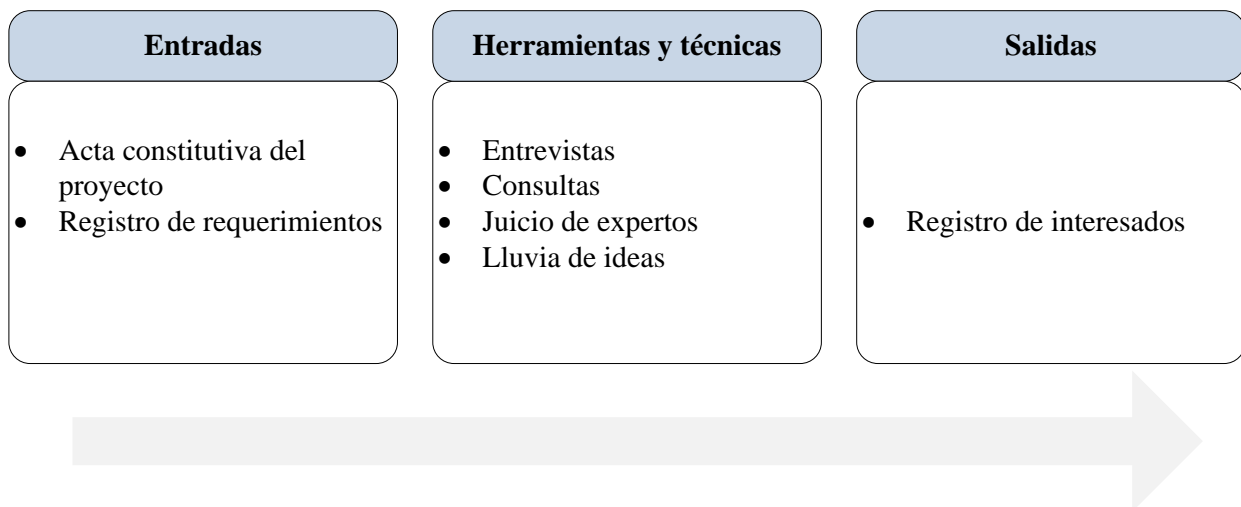 Entradas
Acta constitutiva del
proyecto
Registro de requerimientos
Herramientas y técnicas
Entrevistas
Consultas
Juicio de expertos
Lluvia de ideas
Salidas
Registro de interesados